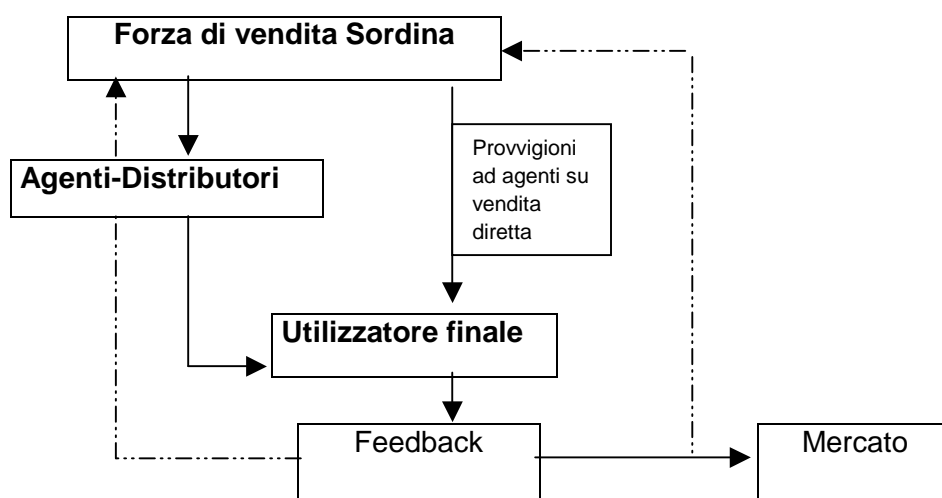 Forza di vendita Sordina
Provvigioni
ad agenti su
vendita
diretta
Agenti-Distributori
Utilizzatore finale
Feedback
Mercato